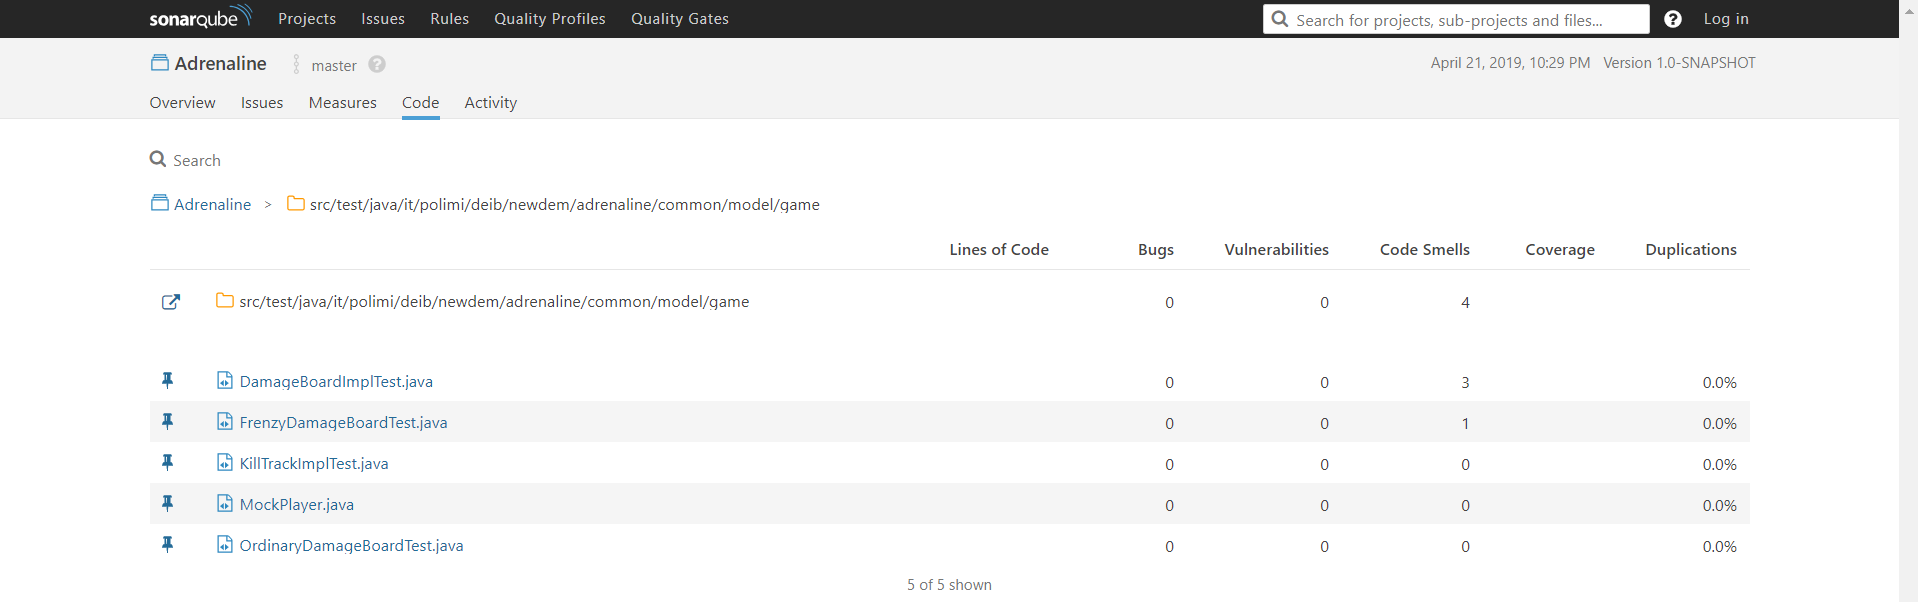 sonarqube Projects Issues Rules Quality Profiles Quality Gates Search for projects, sub-projects and files... ? Log in
Adrenaline master ? April 21, 2019, 10:29 PM Version 1.0-SNAPSHOT
Overview Issues Measures Code Activity
Search
Adrenaline > src/test/java/it/polimi/deib/newdem/adrenaline/common/model/game
Lines of Code Bugs Vulnerabilities Code Smells Coverage Duplications
src/test/java/it/polimi/deib/newdem/adrenaline/common/model/game 0 0 4
DamageBoardImplTest.java 0 0 3 0.0%
FrenzyDamageBoardTest.java 0 0 1 0.0%
KillTrackImplTest.java 0 0 0 0.0%
MockPlayer.java 0 0 0 0.0%
OrdinaryDamageBoardTest.java 0 0 0 0.0%
5 of 5 shown